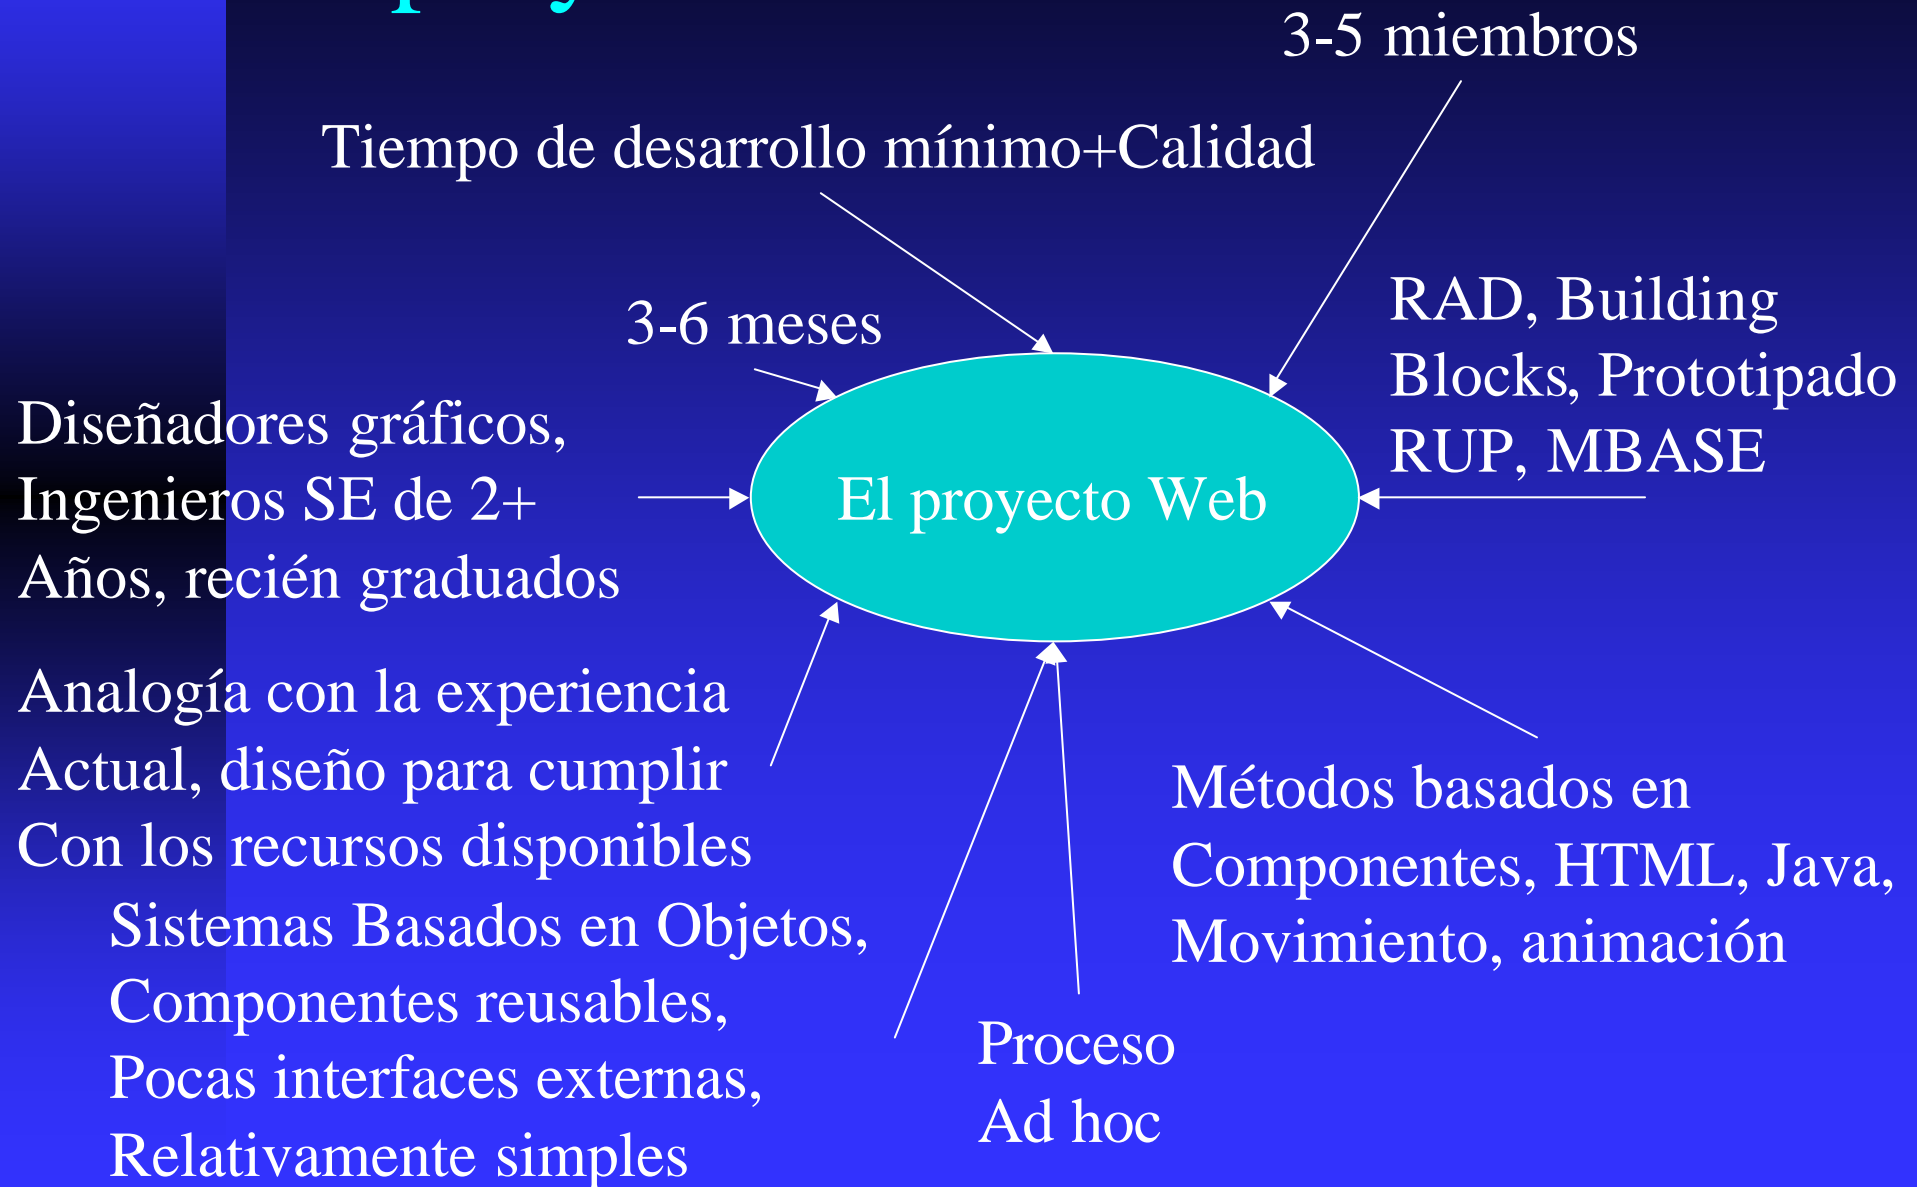 3-5 miembros
Tiempo de desarrollo mínimo+Calidad
3-6 meses
RAD, Building
Blocks, Prototipado
RUP, MBASE
Diseñadores gráficos,
Ingenieros SE de 2+
Años, recién graduados
El proyecto Web
Analogía con la experiencia
Actual, diseño para cumplir
Con los recursos disponibles
Métodos basados en
Componentes, HTML, Java,
Movimiento, animación
Sistemas Basados en Objetos,
Componentes reusables,
Pocas interfaces externas,
Relativamente simples
Proceso
Ad hoc